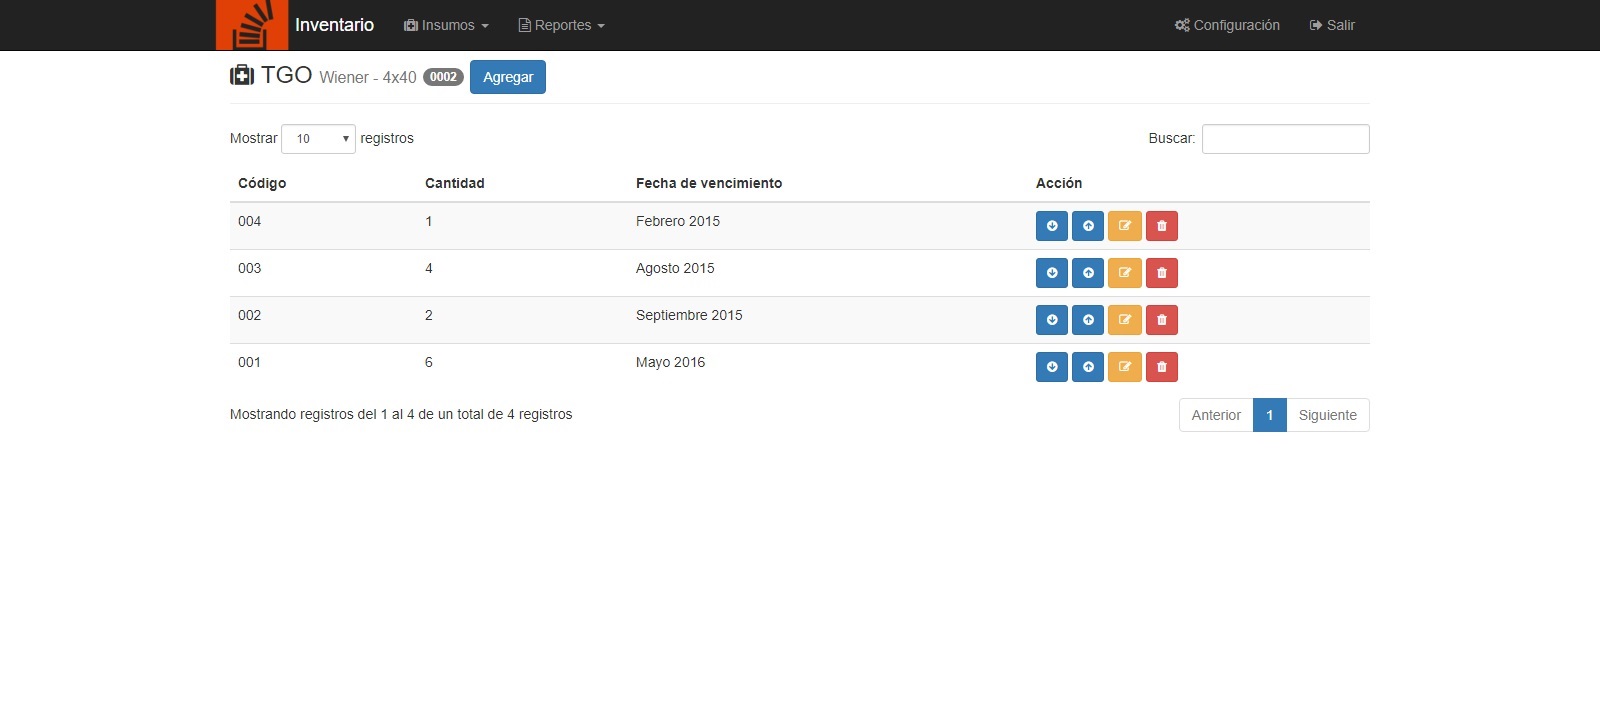 Inventario Insumos Reportes Configuración Salir
TGO Wiener - 4x40 0002 Agregar
Mostrar 10 registros Buscar:
Código Cantidad Fecha de vencimiento Acción
004 1 Febrero 2015
003 4 Agosto 2015
002 2 Septiembre 2015
001 6 Mayo 2016
Mostrando registros del 1 al 4 de un total de 4 registros Anterior 1 Siguiente